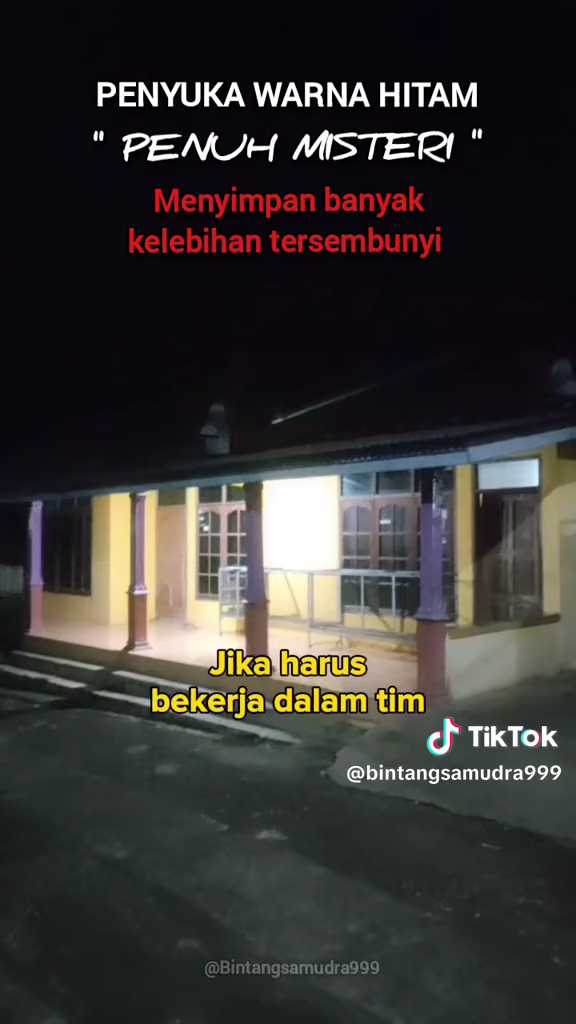 PENYUKA WARNA HITAM
" PENUH MISTERI "
Menyimpan banyak
kelebihan tersembunyi
Jika harus
bekerja dalam tim
TikTok
@bintangsamudra999
@Bintangsamudra999